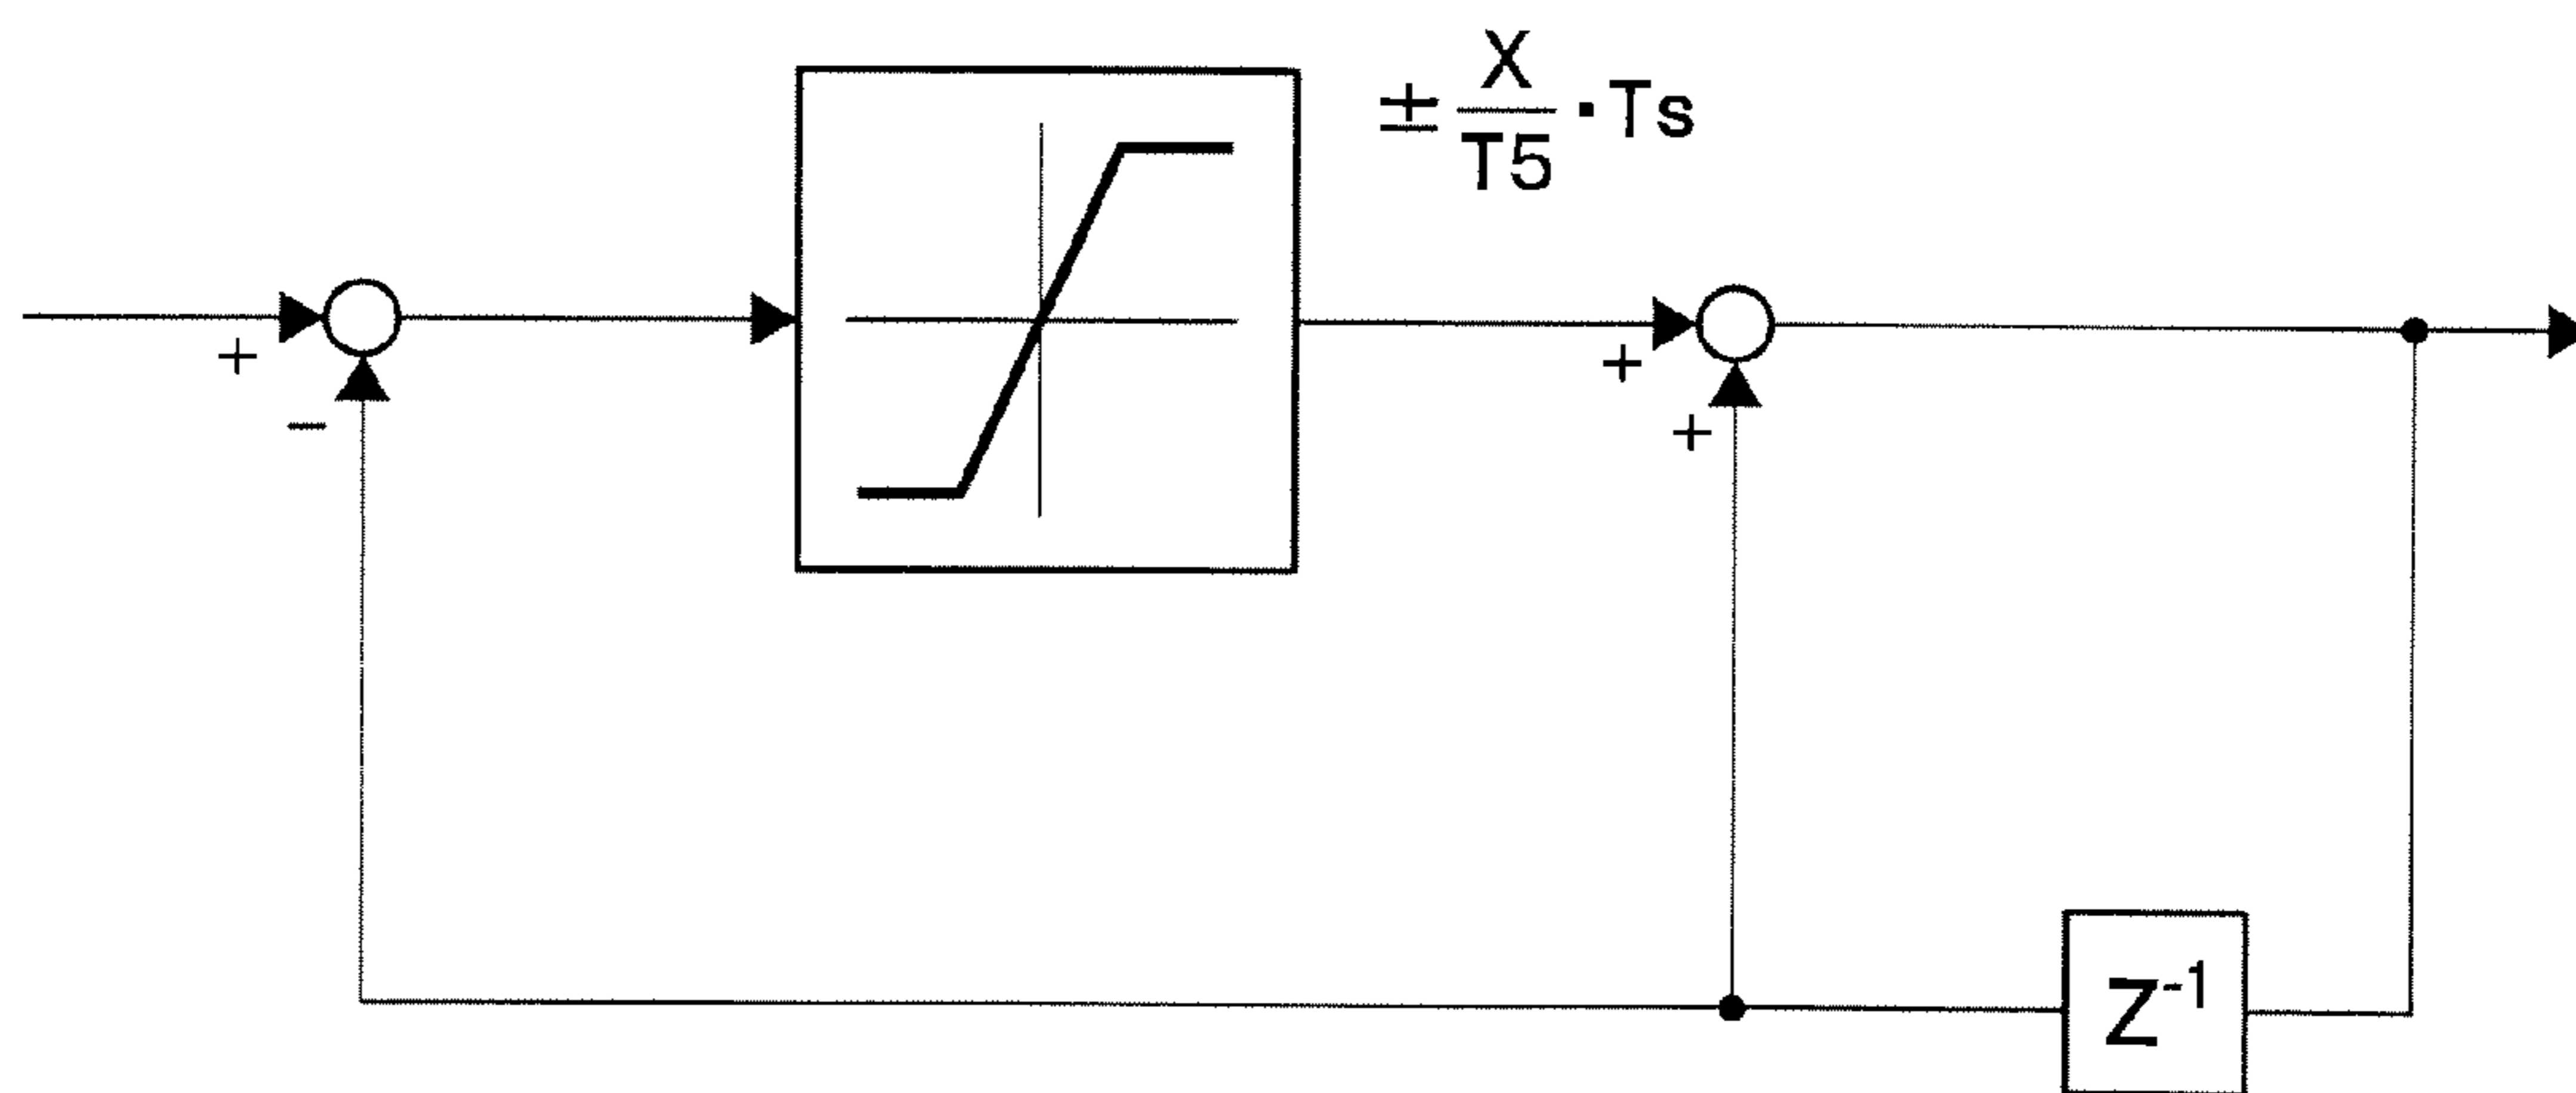 ± X/T5 · Ts
+
−
+
+
Z⁻¹